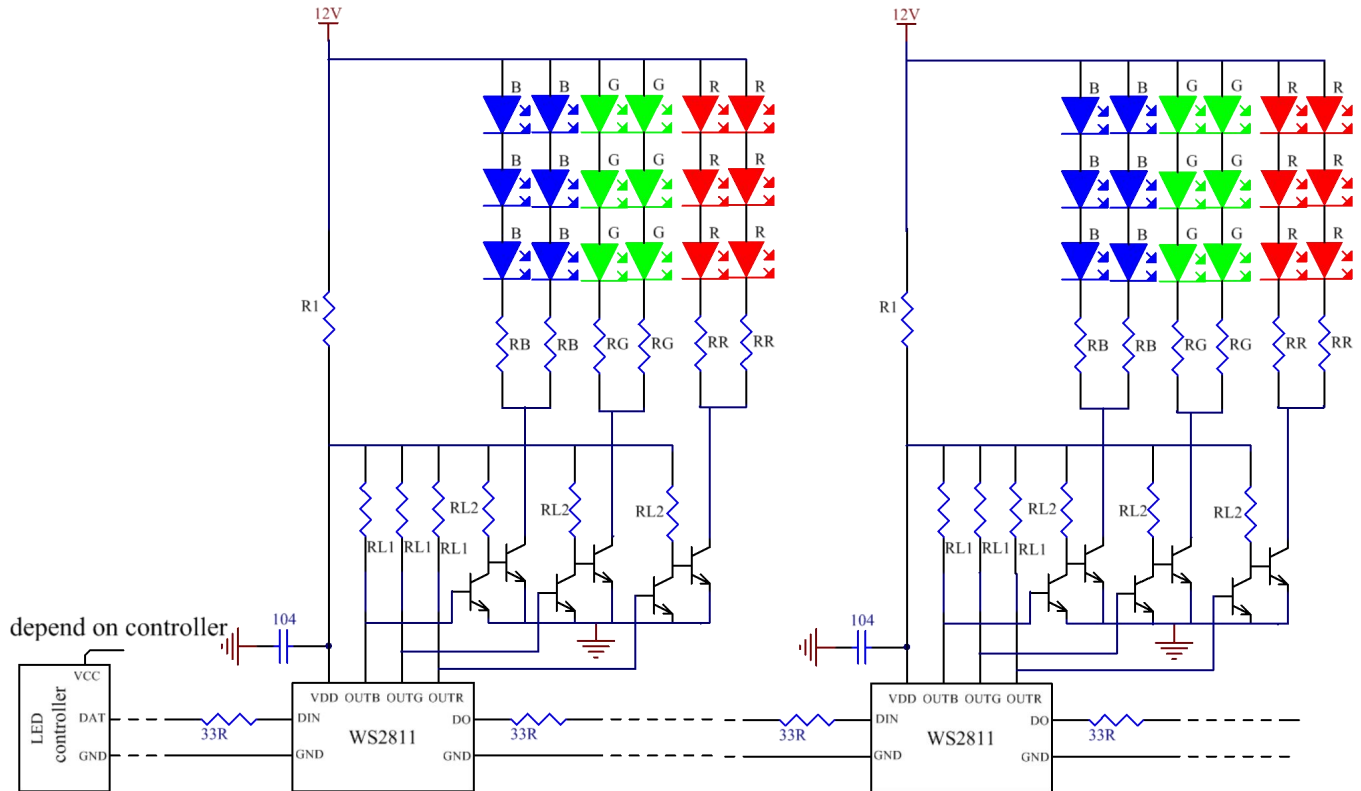 12V
12V
B B G G R R
B B G G R R
B B G G R R
B B G G R R
B B G G R R
B B G G R R
R1
R1
RB RB RG RG RR RR
RB RB RG RG RR RR
RL2 RL2 RL2
RL2 RL2 RL2
RL1 RL1 RL1
RL1 RL1 RL1
104
104
depend on controller
VCC
LED controller
DAT
GND
33R
VDD OUTB OUTG OUTR
DIN
DO
WS2811
GND
GND
33R
33R
VDD OUTB OUTG OUTR
DIN
DO
WS2811
GND
GND
33R